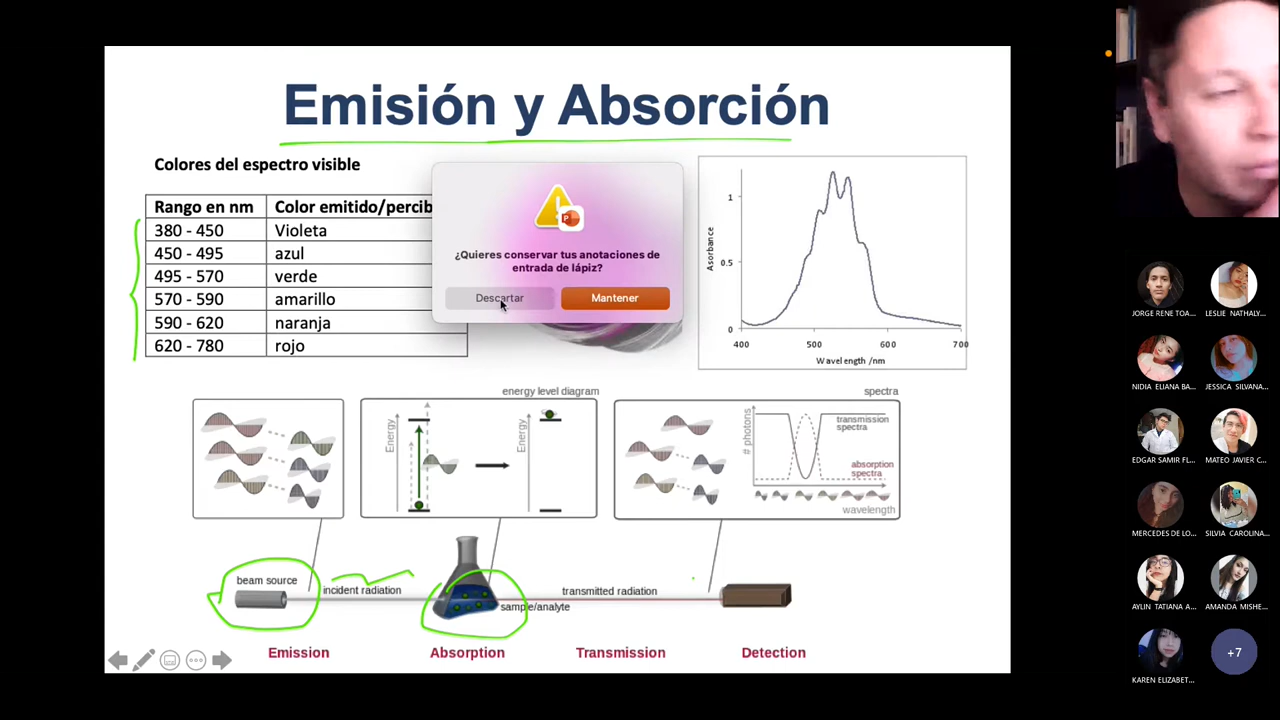 Emisión y Absorción
Colores del espectro visible
Rango en nm Color emitido/percib
380 - 450 Violeta
450 - 495 azul
495 - 570 verde
570 - 590 amarillo
590 - 620 naranja
620 - 780 rojo
¿Quieres conservar tus anotaciones de
entrada de lápiz?
Descartar Mantener
Asorbance
1
0.5
0
400 500 600 700
Wavelength /nm
energy level diagram
spectra
Energy
Energy
# photons
transmission
spectra
absorption
spectra
wavelength
beam source
incident radiation
sample/analyte
transmitted radiation
Emission Absorption Transmission Detection
JORGE RENE TOA...
LESLIE NATHALY...
NIDIA ELIANA BA...
JESSICA SILVANA...
EDGAR SAMIR FL...
MATEO JAVIER C...
MERCEDES DE LO...
SILVIA CAROLINA...
AYLIN TATIANA A...
AMANDA MISHE...
KAREN ELIZABET...
+7